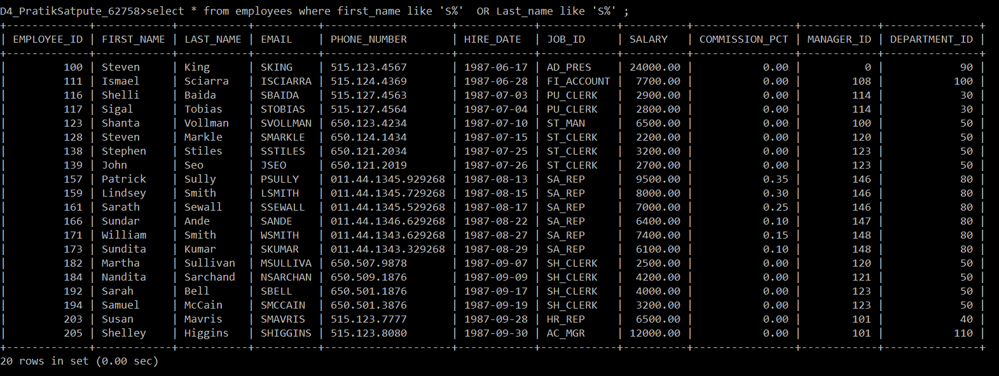 D4_PratikSatpute_62758>select * from employees where first_name like 'S%'  OR Last_name like 'S%' ;
+-------------+------------+-----------+----------+--------------------+------------+------------+----------+----------------+------------+---------------+
| EMPLOYEE_ID | FIRST_NAME | LAST_NAME | EMAIL    | PHONE_NUMBER       | HIRE_DATE  | JOB_ID     | SALARY   | COMMISSION_PCT | MANAGER_ID | DEPARTMENT_ID |
+-------------+------------+-----------+----------+--------------------+------------+------------+----------+----------------+------------+---------------+
|         100 | Steven     | King      | SKING    | 515.123.4567       | 1987-06-17 | AD_PRES    | 24000.00 |           0.00 |          0 |            90 |
|         111 | Ismael     | Sciarra   | ISCIARRA | 515.124.4369       | 1987-06-28 | FI_ACCOUNT |  7700.00 |           0.00 |        108 |           100 |
|         116 | Shelli     | Baida     | SBAIDA   | 515.127.4563       | 1987-07-03 | PU_CLERK   |  2900.00 |           0.00 |        114 |            30 |
|         117 | Sigal      | Tobias    | STOBIAS  | 515.127.4564       | 1987-07-04 | PU_CLERK   |  2800.00 |           0.00 |        114 |            30 |
|         123 | Shanta     | Vollman   | SVOLLMAN | 650.123.4234       | 1987-07-10 | ST_MAN     |  6500.00 |           0.00 |        100 |            50 |
|         128 | Steven     | Markle    | SMARKLE  | 650.124.1434       | 1987-07-15 | ST_CLERK   |  2200.00 |           0.00 |        120 |            50 |
|         138 | Stephen    | Stiles    | SSTILES  | 650.121.2034       | 1987-07-25 | ST_CLERK   |  3200.00 |           0.00 |        123 |            50 |
|         139 | John       | Seo       | JSEO     | 650.121.2019       | 1987-07-26 | ST_CLERK   |  2700.00 |           0.00 |        123 |            50 |
|         157 | Patrick    | Sully     | PSULLY   | 011.44.1345.929268 | 1987-08-13 | SA_REP     |  9500.00 |           0.35 |        146 |            80 |
|         159 | Lindsey    | Smith     | LSMITH   | 011.44.1345.729268 | 1987-08-15 | SA_REP     |  8000.00 |           0.30 |        146 |            80 |
|         161 | Sarath     | Sewall    | SSEWALL  | 011.44.1345.529268 | 1987-08-17 | SA_REP     |  7000.00 |           0.25 |        146 |            80 |
|         166 | Sundar     | Ande      | SANDE    | 011.44.1346.629268 | 1987-08-22 | SA_REP     |  6400.00 |           0.10 |        147 |            80 |
|         171 | William    | Smith     | WSMITH   | 011.44.1343.629268 | 1987-08-27 | SA_REP     |  7400.00 |           0.15 |        148 |            80 |
|         173 | Sundita    | Kumar     | SKUMAR   | 011.44.1343.329268 | 1987-08-29 | SA_REP     |  6100.00 |           0.10 |        148 |            80 |
|         182 | Martha     | Sullivan  | MSULLIVA | 650.507.9878       | 1987-09-07 | SH_CLERK   |  2500.00 |           0.00 |        120 |            50 |
|         184 | Nandita    | Sarchand  | NSARCHAN | 650.509.1876       | 1987-09-09 | SH_CLERK   |  4200.00 |           0.00 |        121 |            50 |
|         192 | Sarah      | Bell      | SBELL    | 650.501.1876       | 1987-09-17 | SH_CLERK   |  4000.00 |           0.00 |        123 |            50 |
|         194 | Samuel     | McCain    | SMCCAIN  | 650.501.3876       | 1987-09-19 | SH_CLERK   |  3200.00 |           0.00 |        123 |            50 |
|         203 | Susan      | Mavris    | SMAVRIS  | 515.123.7777       | 1987-09-28 | HR_REP     |  6500.00 |           0.00 |        101 |            40 |
|         205 | Shelley    | Higgins   | SHIGGINS | 515.123.8080       | 1987-09-30 | AC_MGR     | 12000.00 |           0.00 |        101 |           110 |
+-------------+------------+-----------+----------+--------------------+------------+------------+----------+----------------+------------+---------------+
20 rows in set (0.00 sec)